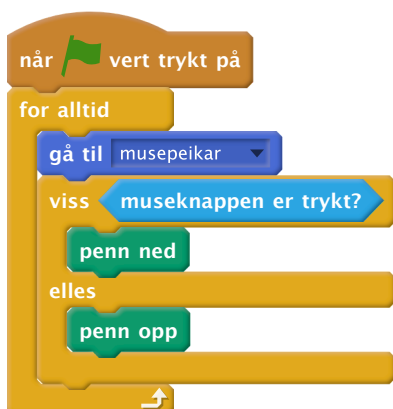 når vert trykt på
for alltid
gå til musepeikar
viss museknappen er trykt?
penn ned
elles
penn opp